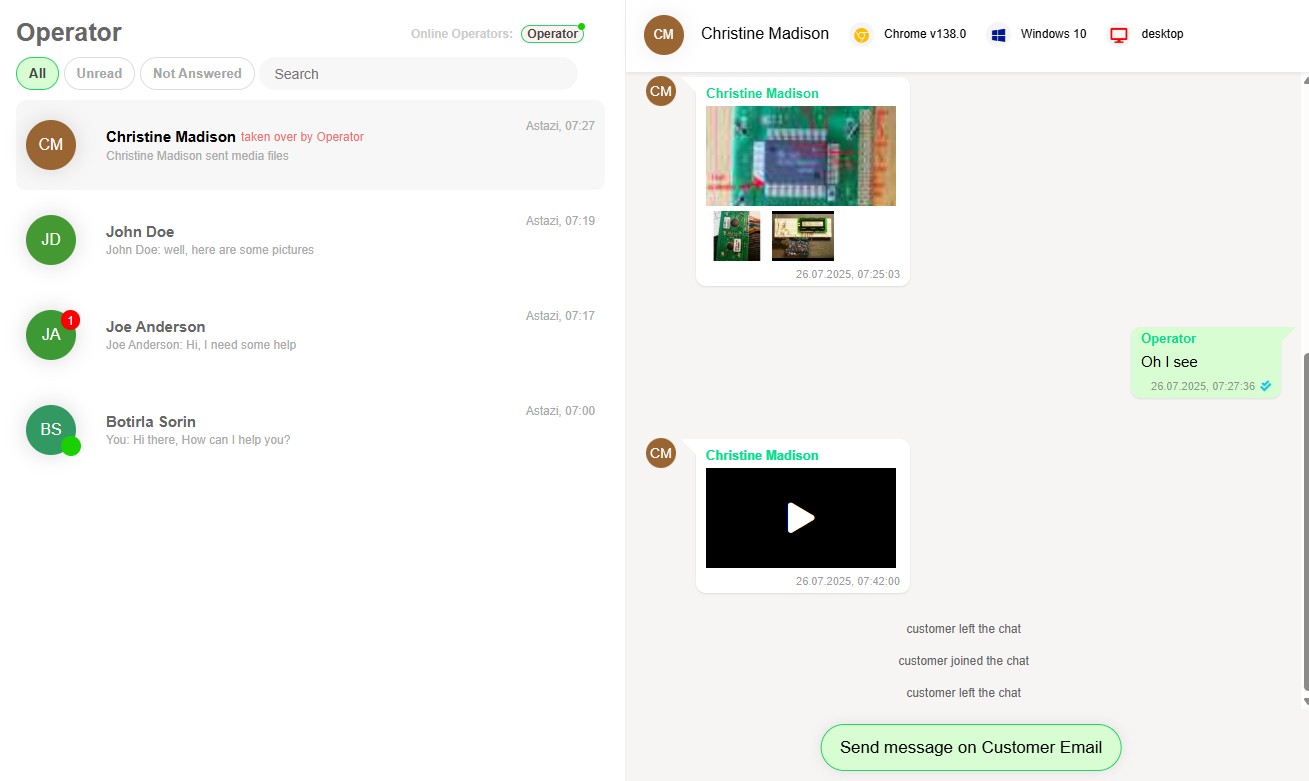 Operator
Online Operators: Operator
All Unread Not Answered Search
CM
Christine Madison taken over by Operator
Astazi, 07:27
Christine Madison sent media files
JD
John Doe
Astazi, 07:19
John Doe: well, here are some pictures
JA
1
Joe Anderson
Astazi, 07:17
Joe Anderson: Hi, I need some help
BS
Botirla Sorin
Astazi, 07:00
You: Hi there, How can I help you?
CM Christine Madison Chrome v138.0 Windows 10 desktop
CM
Christine Madison
26.07.2025, 07:25:03
Operator
Oh I see
26.07.2025, 07:27:36
CM
Christine Madison
26.07.2025, 07:42:00
customer left the chat
customer joined the chat
customer left the chat
Send message on Customer Email